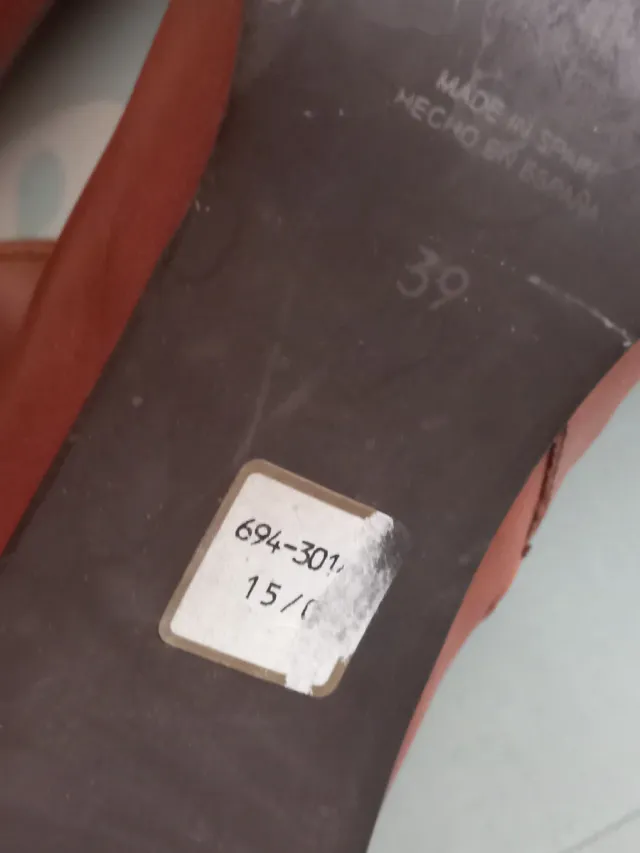 MADE IN SPAIN
HECHO EN ESPAÑA
39
694-301
15/